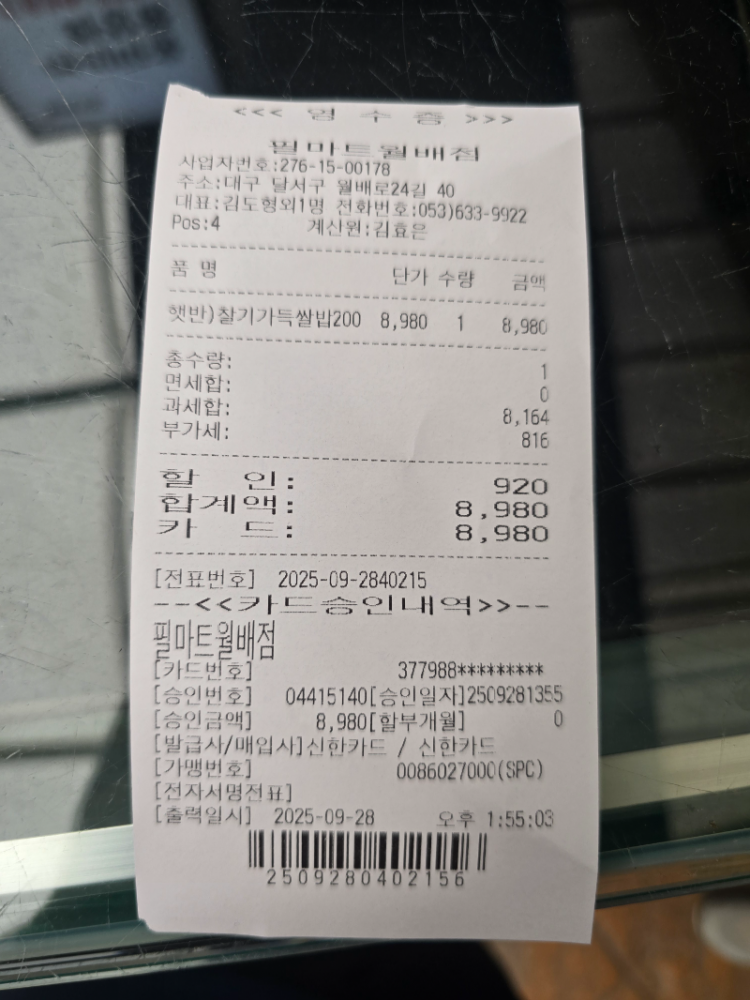 <<< 영 수 증 >>>
필마트월배점
사업자번호:276-15-00178
주소:대구 달서구 월배로24길 40
대표:김도형외1명 전화번호:053)633-9922
Pos:4 계산원:김효은
품 명 단가 수량 금액
햇반)찰기가득쌀밥200 8,980 1 8,980
총수량: 1
면세합: 0
과세합: 8,164
부가세: 816
할 인: 920
합계액: 8,980
카 드: 8,980
[전표번호] 2025-09-2840215
--<<카드승인내역>>--
필마트월배점
[카드번호] 377988*********
[승인번호] 04415140[승인일자]2509281355
[승인금액] 8,980[할부개월] 0
[발급사/매입사]신한카드 / 신한카드
[가맹번호] 0086027000(SPC)
[전자서명전표]
[출력일시] 2025-09-28 오후 1:55:03
2509280402156